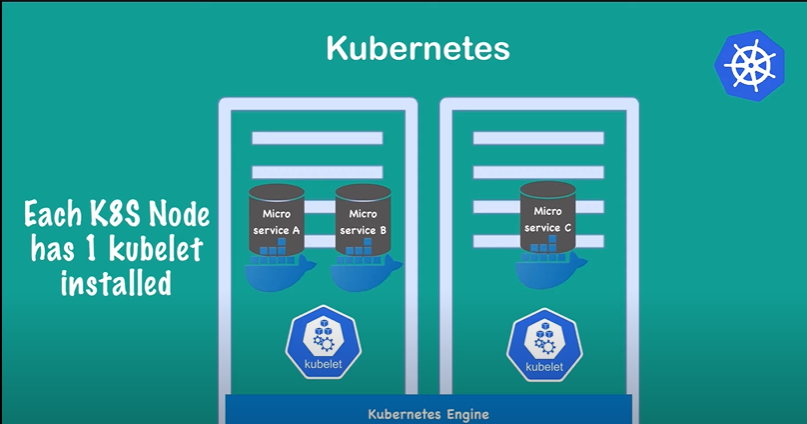 Kubernetes
Each K8S Node
has 1 kubelet
installed
Micro
service A
Micro
service B
Micro
service C
kubelet
kubelet
Kubernetes Engine